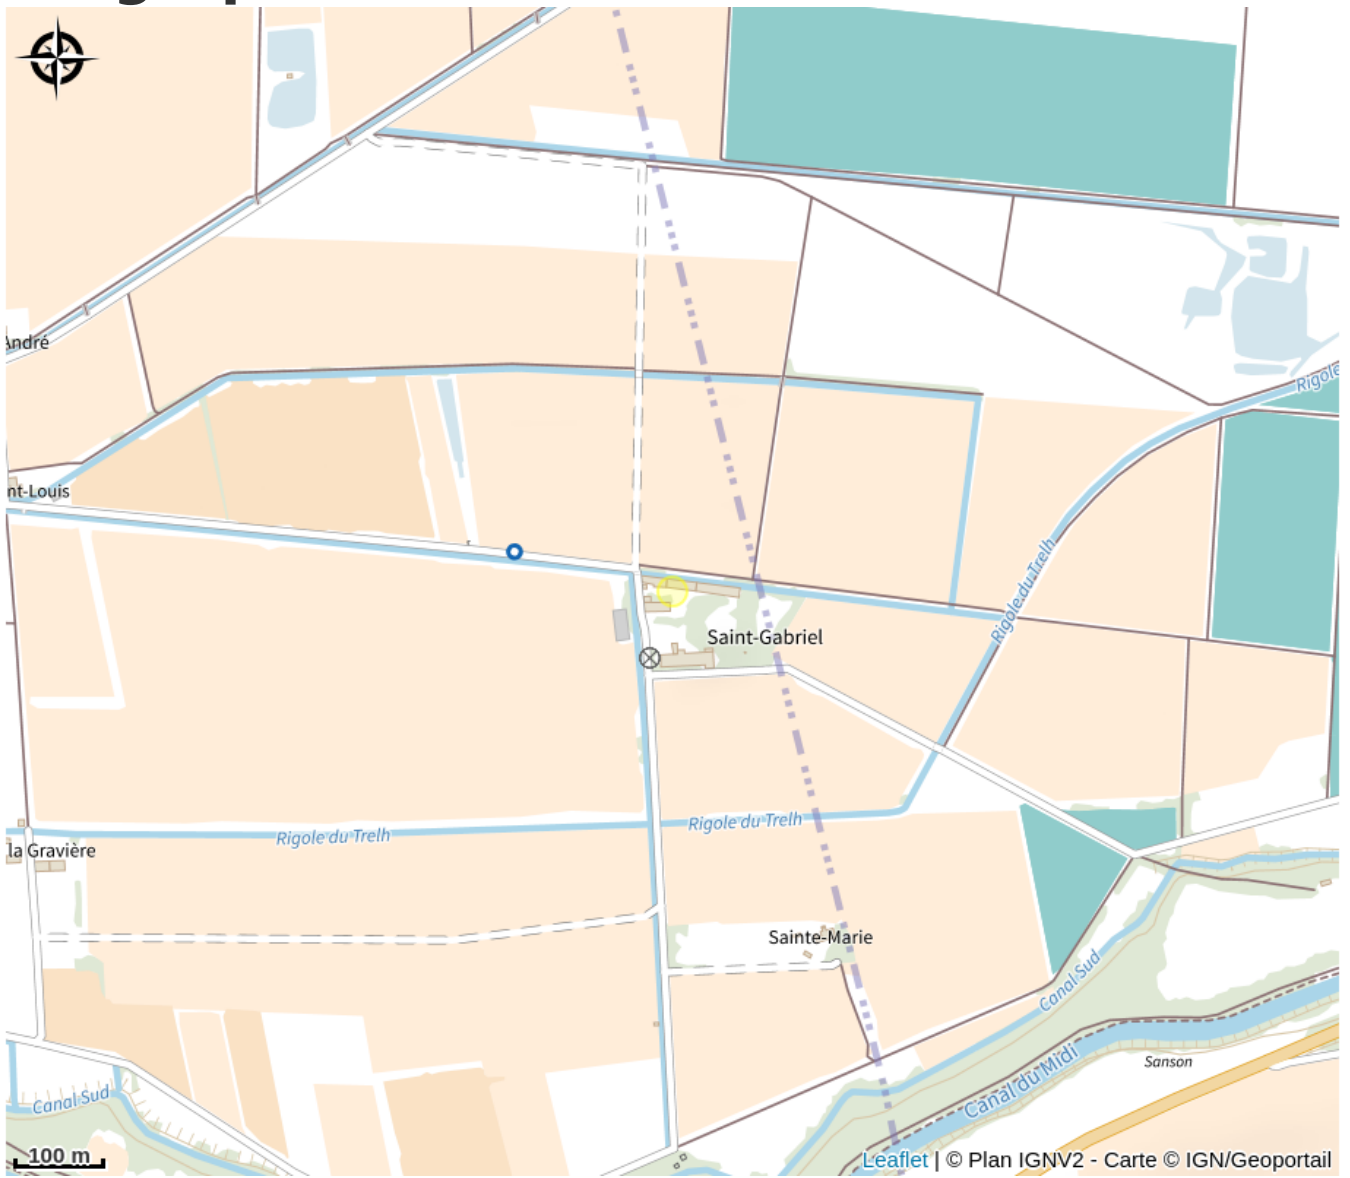 André
Rigole
nt-Louis
Rigole du Trelh
Saint-Gabriel
Rigole du Trelh
Rigole du Trelh
la Gravière
Sainte-Marie
Canal Sud
Canal du Midi
Sanson
Canal Sud
100 m
Leaflet | © Plan IGNV2 - Carte © IGN/Geoportail